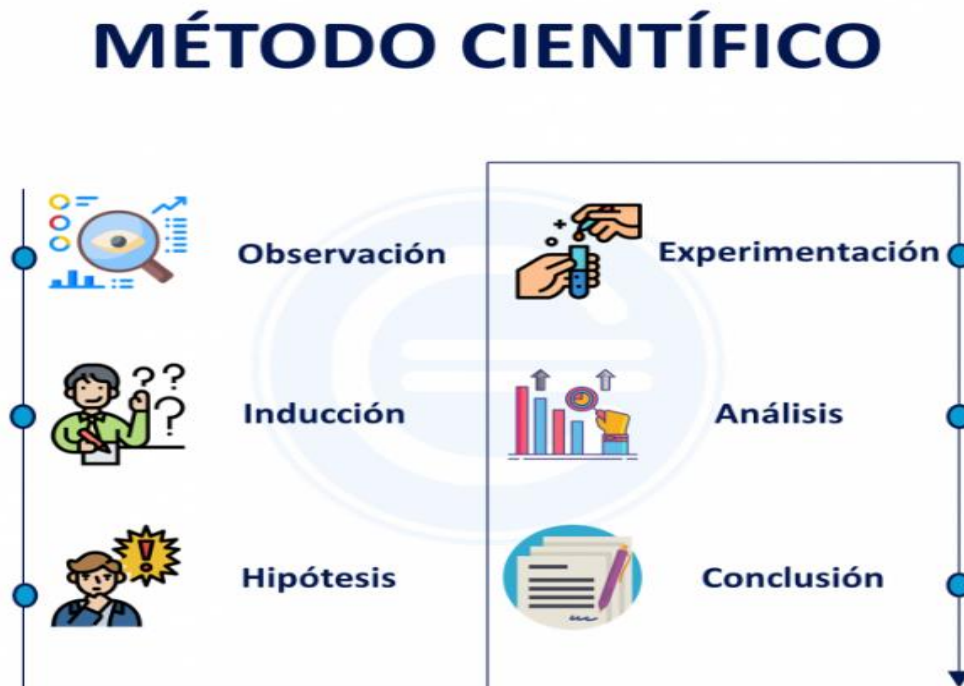 MÉTODO CIENTÍFICO
Observación
Inducción
Hipótesis
Experimentación
Análisis
Conclusión